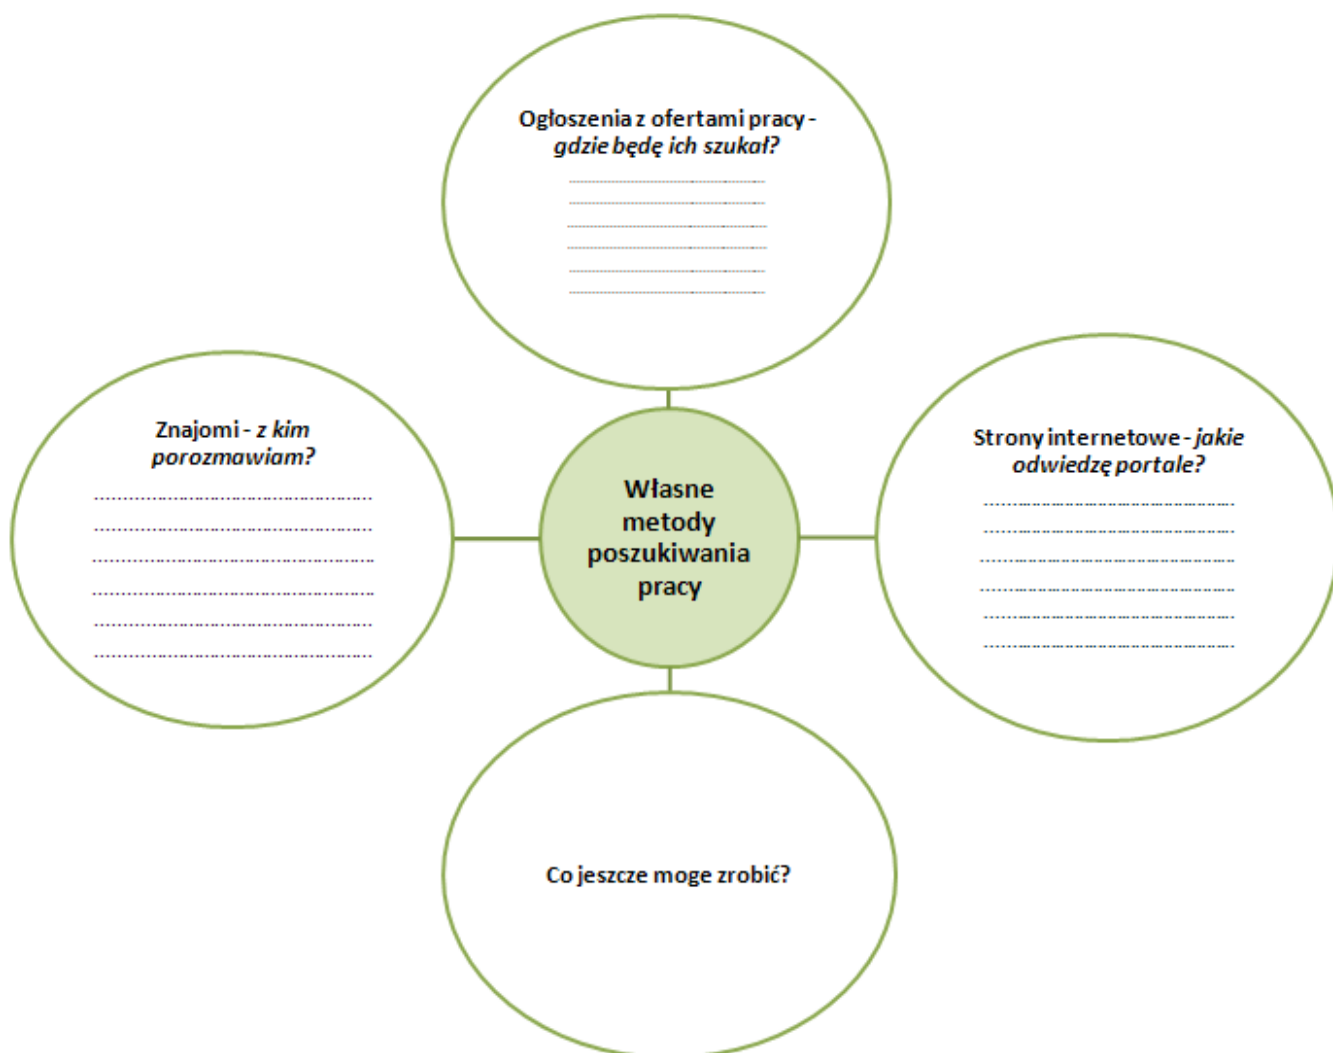 Ogłoszenia z ofertami pracy -
gdzie będę ich szukał?
Znajomi - z kim
porozmawiam?
Własne
metody
poszukiwania
pracy
Strony internetowe - jakie
odwiedzę portale?
Co jeszcze moge zrobić?